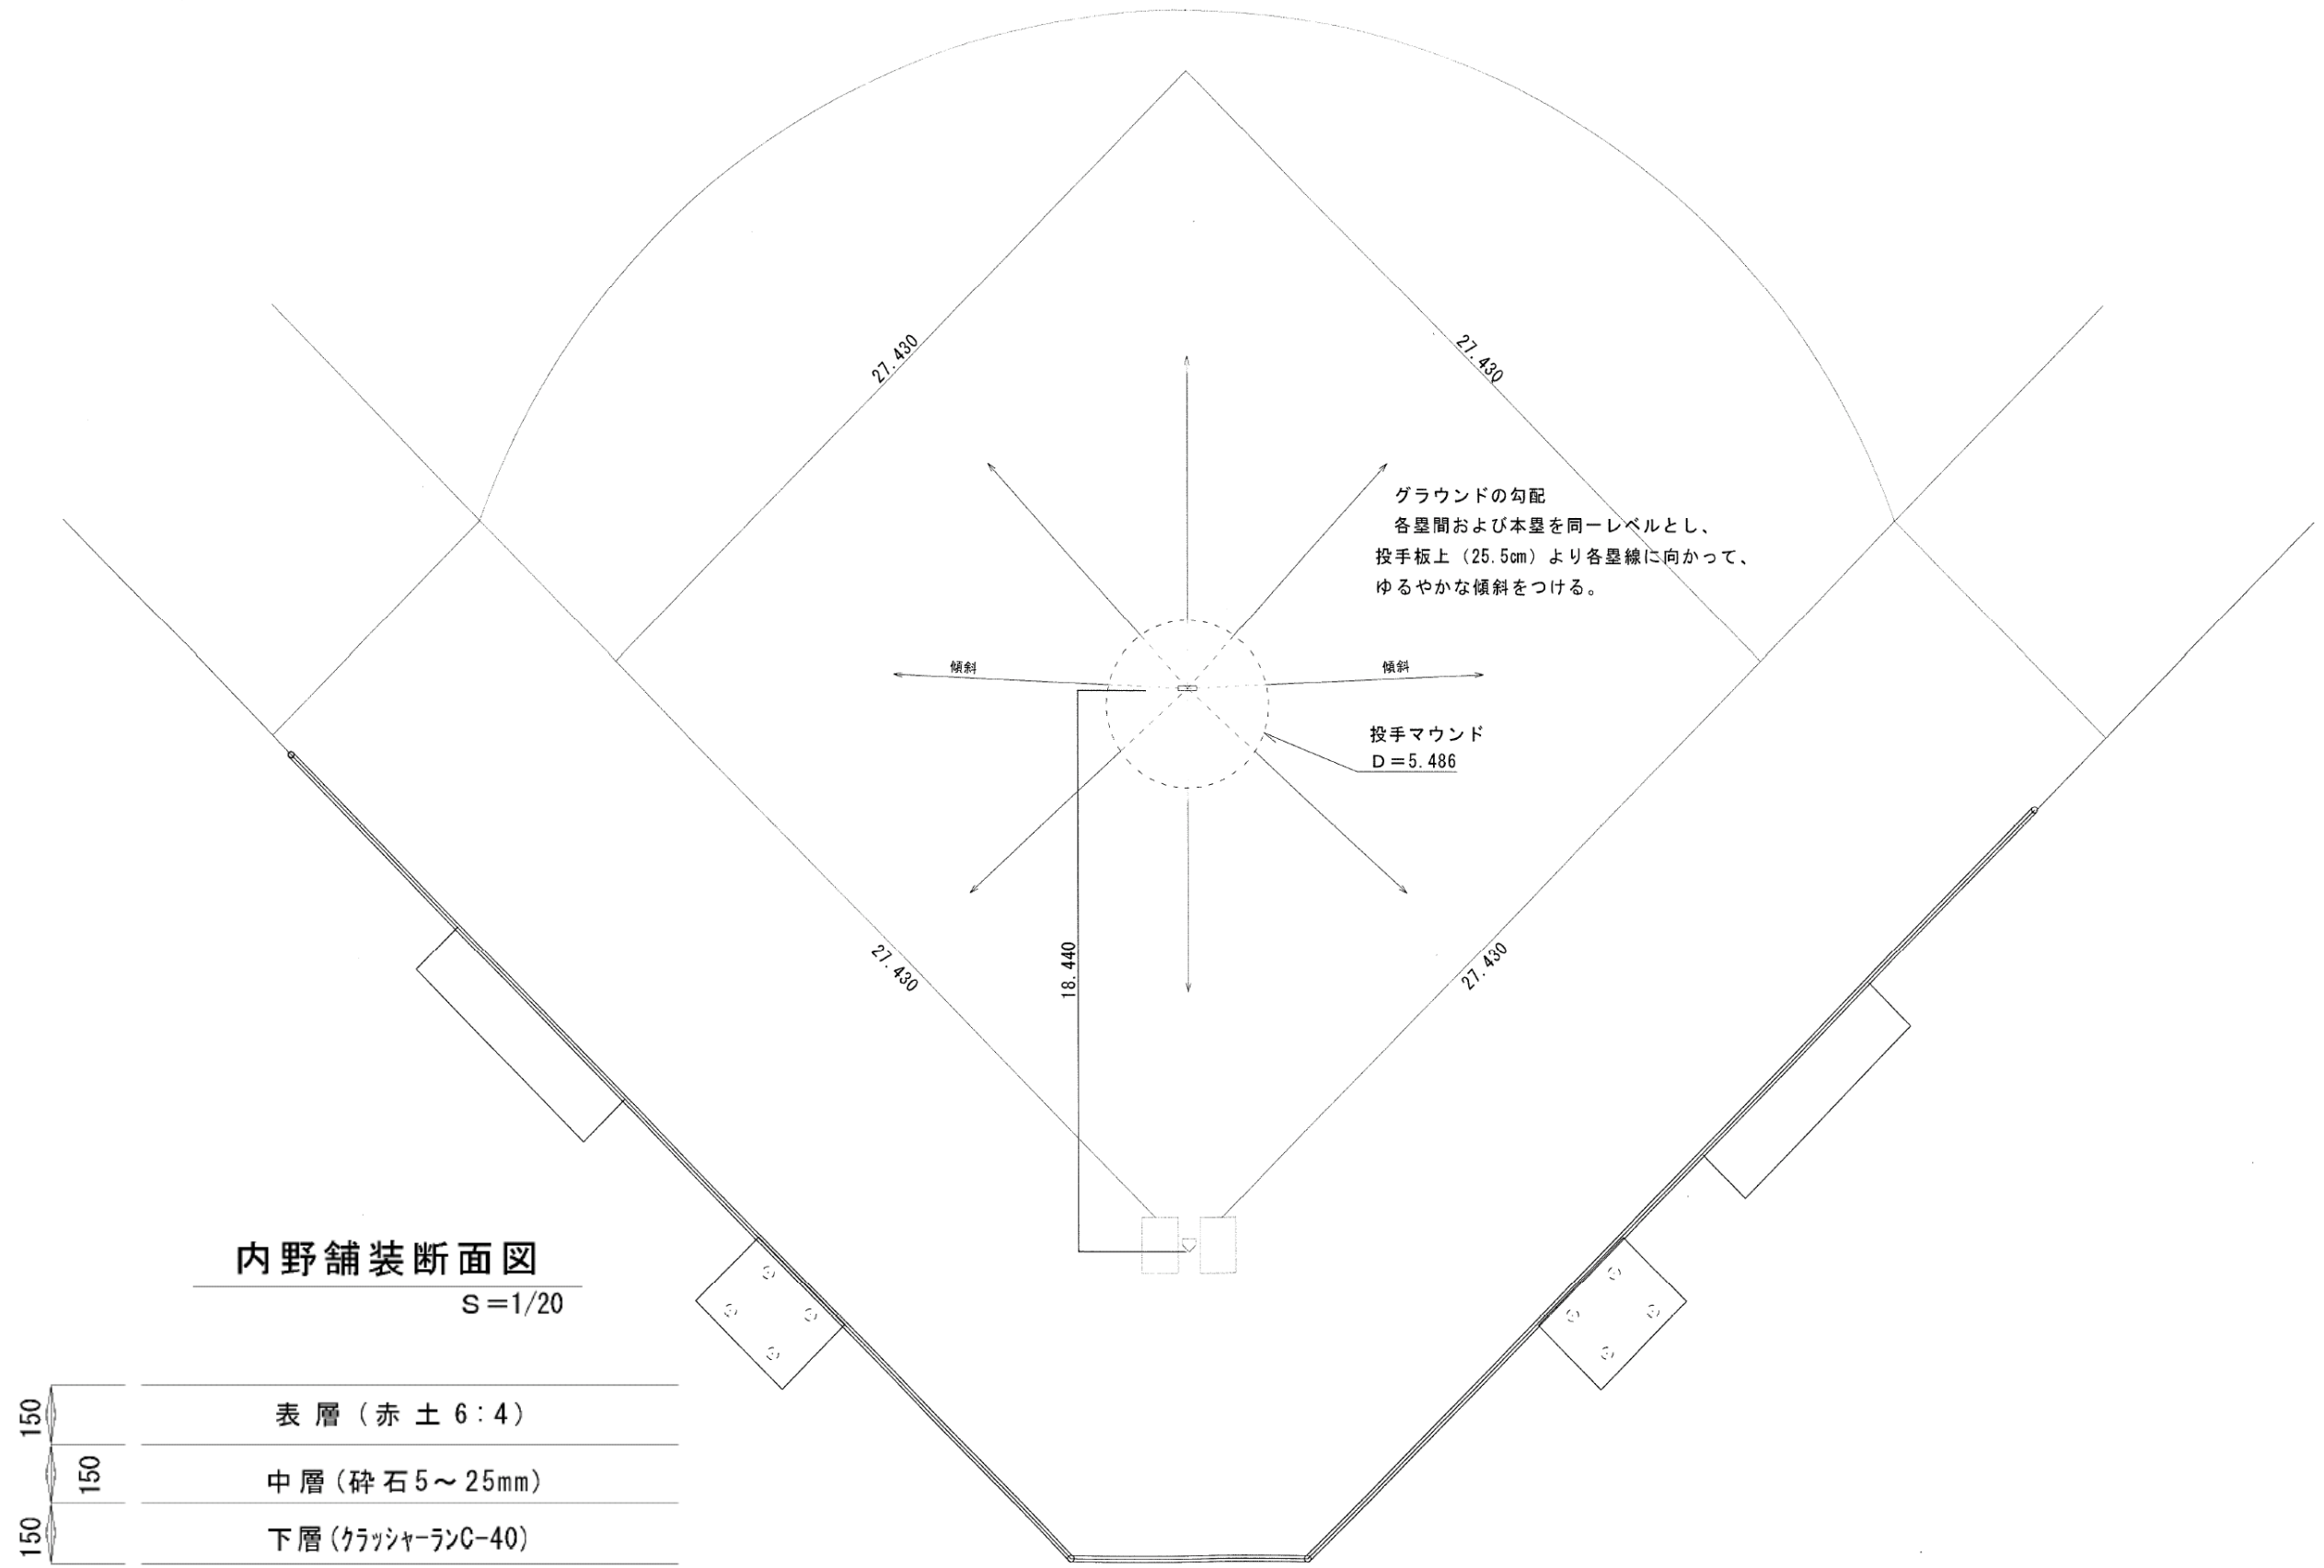 27.430
27.430
グラウンドの勾配
各塁間および本塁を同一レベルとし、
投手板上（25.5㎝）より各塁線に向かって、
ゆるやかな傾斜をつける。
傾斜
傾斜
投手マウンド
D＝5.486
18.440
27.430
27.430
内野舗装断面図
S＝1/20
150
表層（赤土6：4）
150
中層（砕石5～25mm）
150
下層（ｸﾗｯｼｬｰﾗﾝC-40）